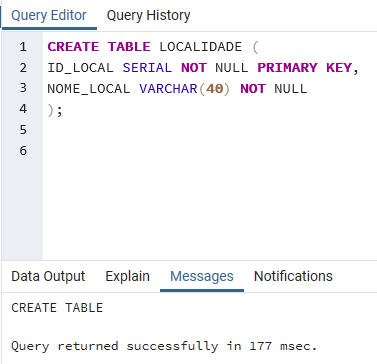 Query Editor Query History
1 CREATE TABLE LOCALIDADE (
2 ID_LOCAL SERIAL NOT NULL PRIMARY KEY,
3 NOME_LOCAL VARCHAR(40) NOT NULL
4 );
5
6
Data Output Explain Messages Notifications
CREATE TABLE
Query returned successfully in 177 msec.